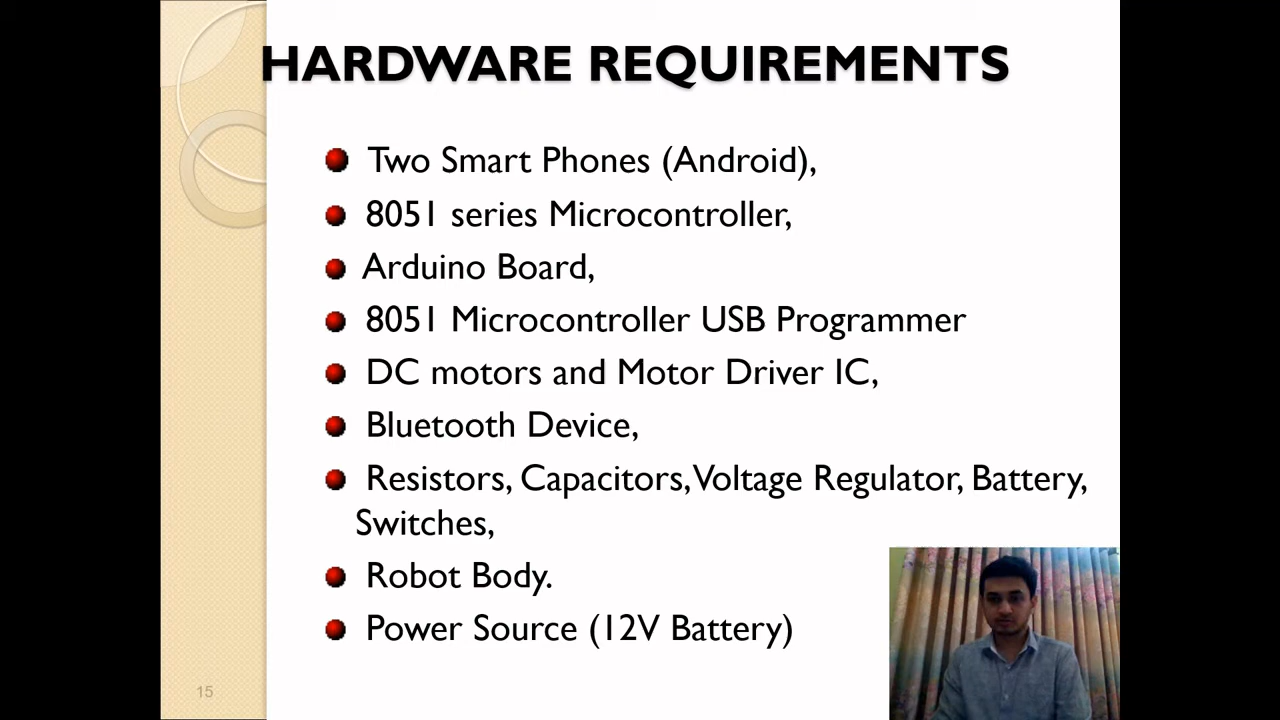 HARDWARE REQUIREMENTS
Two Smart Phones (Android),
8051 series Microcontroller,
Arduino Board,
8051 Microcontroller USB Programmer
DC motors and Motor Driver IC,
Bluetooth Device,
Resistors, Capacitors, Voltage Regulator, Battery,
Switches,
Robot Body.
Power Source (12V Battery)
15